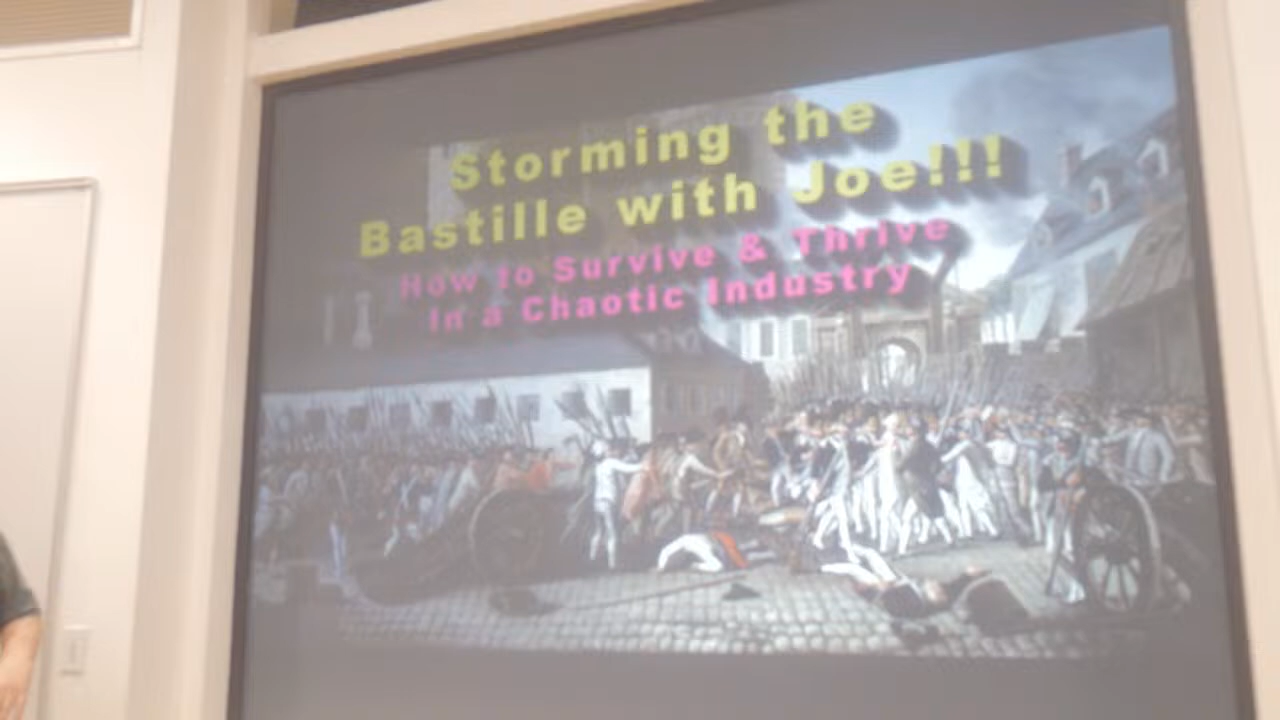 Storming the
Bastille with Joe!!!
How to Survive & Thrive
In a Chaotic Industry